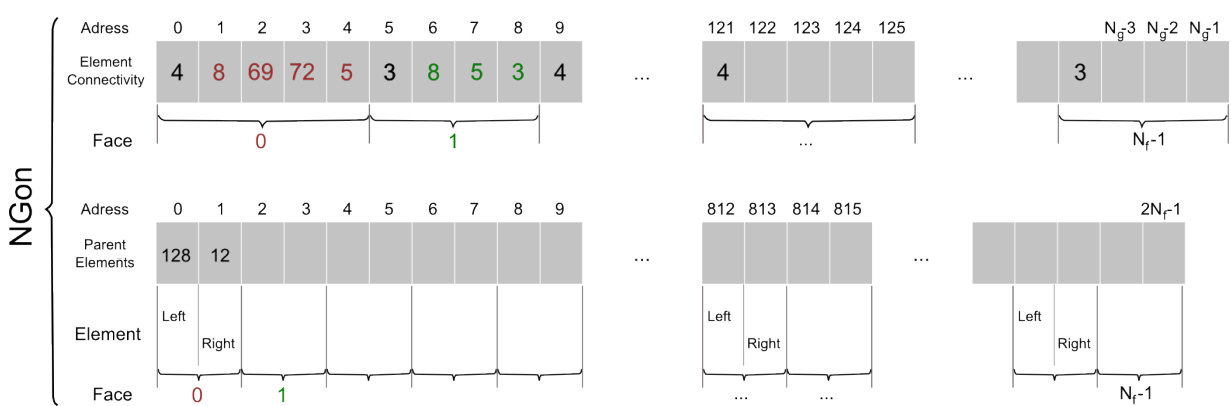 NGon
Adress 0 1 2 3 4 5 6 7 8 9 121 122 123 124 125 Ng-3 Ng-2 Ng-1
Element Connectivity 4 8 69 72 5 3 8 5 3 4 ... 4 ... 3
Face 0 1 ... Nf-1
Adress 0 1 2 3 4 5 6 7 8 9 812 813 814 815 2Nf-1
Parent Elements 128 12 ... ...
Element Left Right Left Right Left Right
Face 0 1 ... ... Nf-1